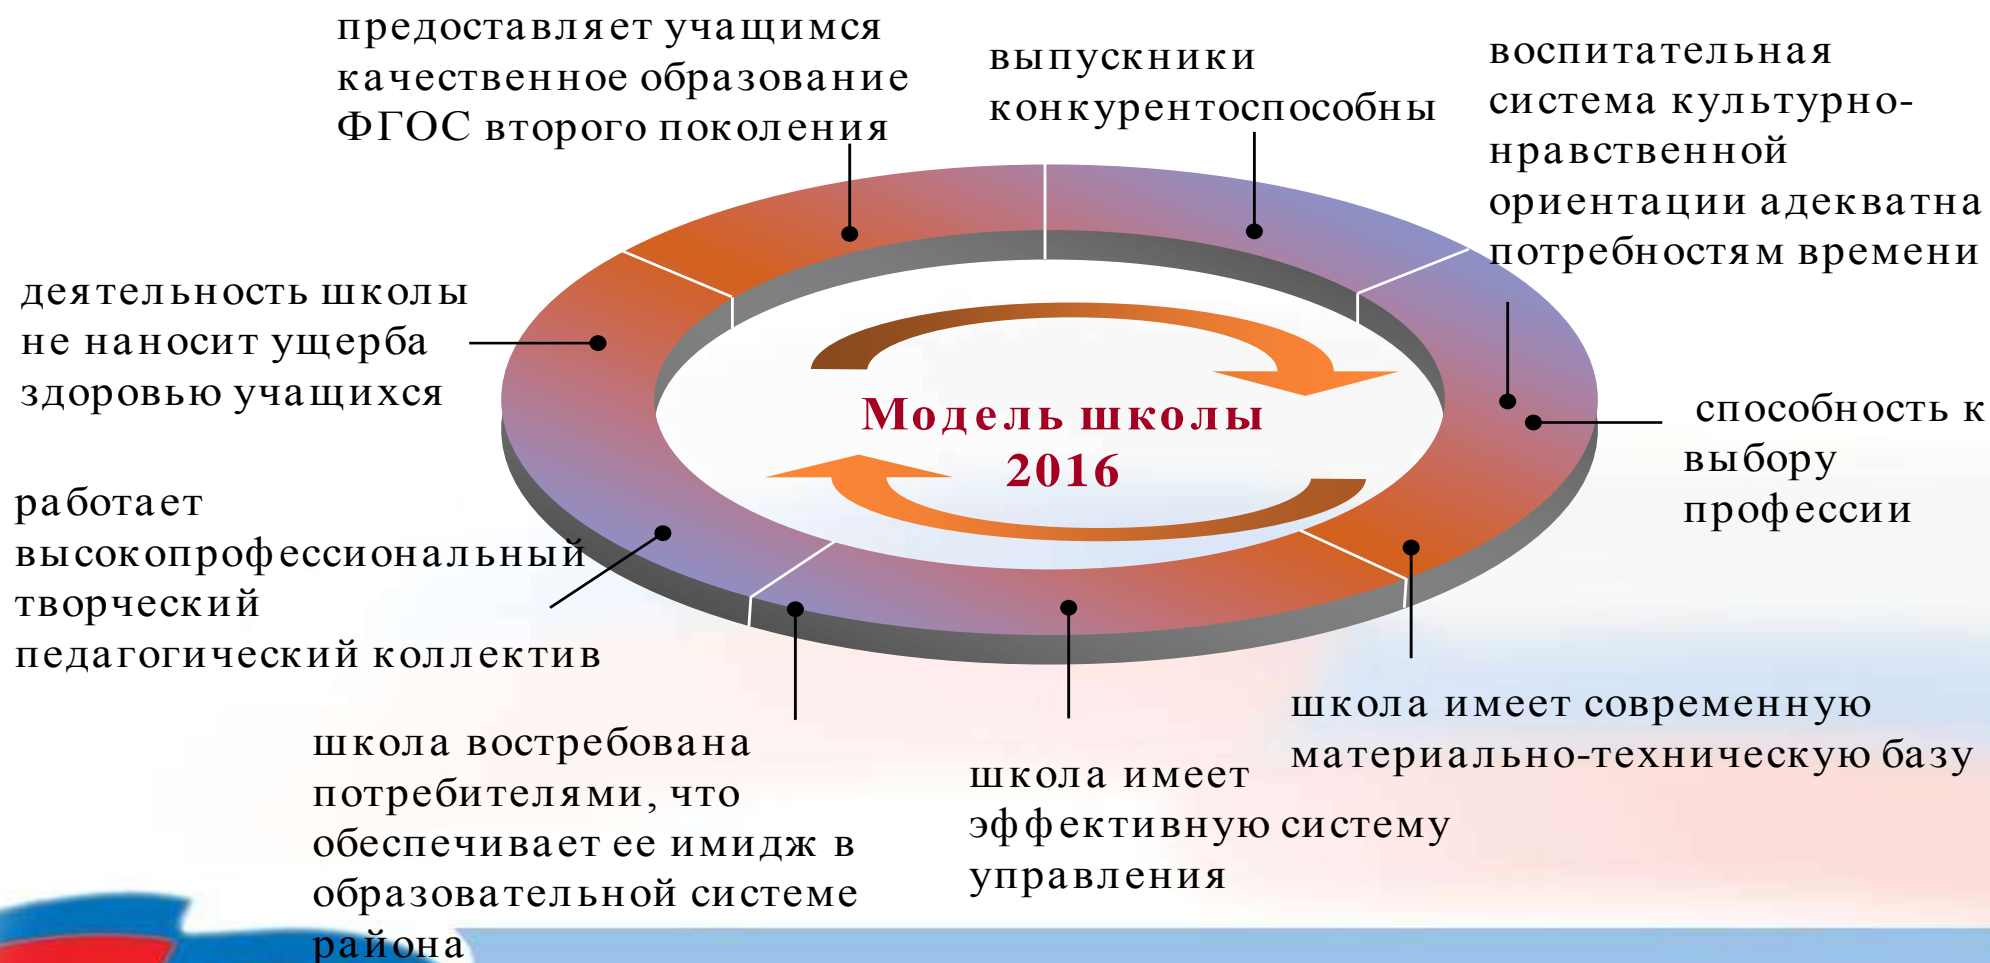 предоставляет учащимся
качественное образование
ФГОС второго поколения
выпускники
конкурентоспособны
воспитательная
система культурно-
нравственной
ориентации адекватна
потребностям времени
деятельность школы
не наносит ущерба
здоровью учащихся
Модель школы
2016
способность к
выбору
профессии
работает
высокопрофессиональный
творческий
педагогический коллектив
школа востребована
потребителями, что
обеспечивает ее имидж в
образовательной системе
района
школа имеет
эффективную систему
управления
школа имеет современную
материально-техническую базу